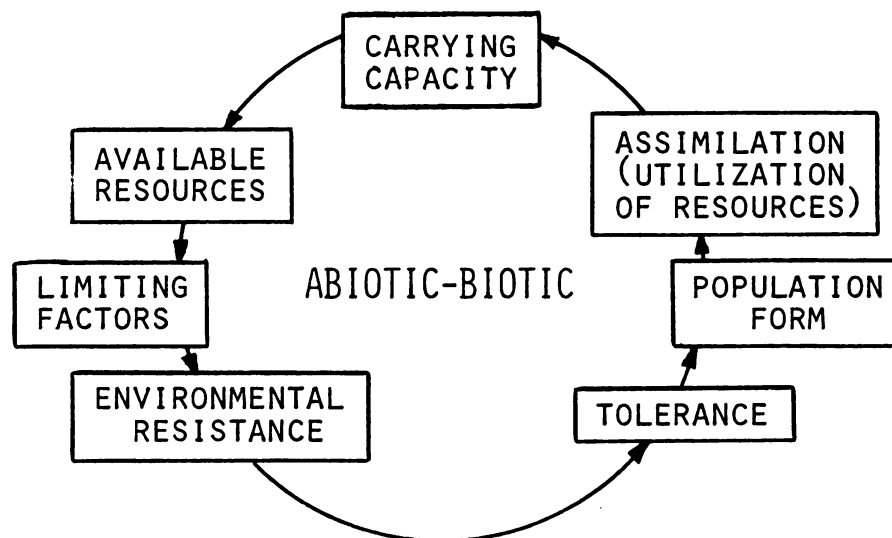 CARRYING
CAPACITY
AVAILABLE
RESOURCES
ASSIMILATION
(UTILIZATION
OF RESOURCES)
LIMITING
FACTORS
ABIOTIC-BIOTIC
POPULATION
FORM
ENVIRONMENTAL
RESISTANCE
TOLERANCE